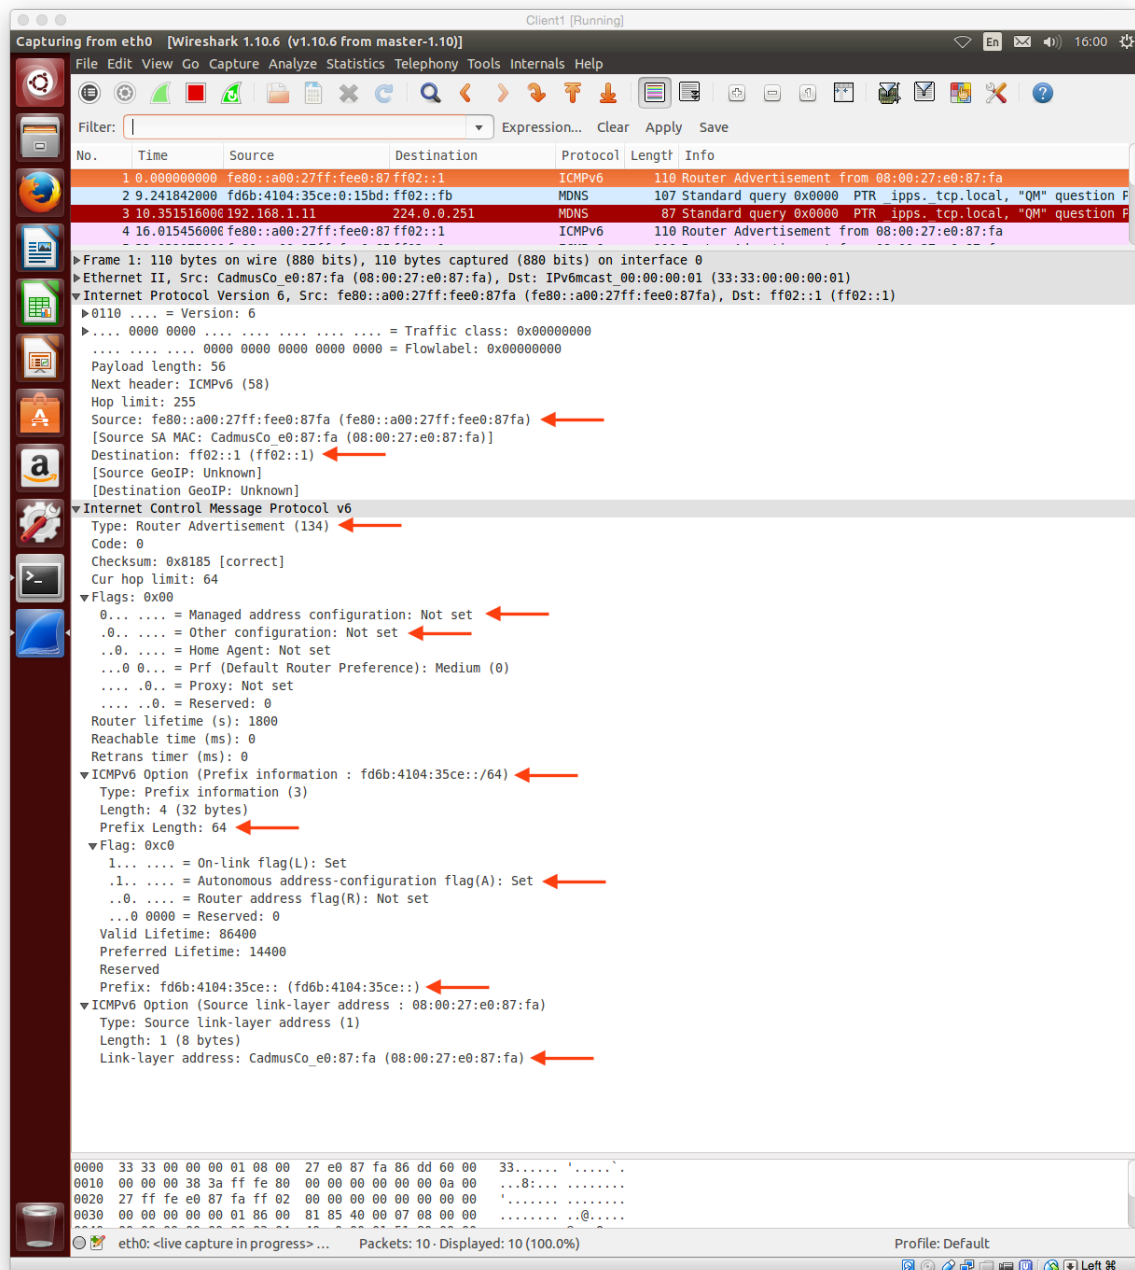 Client1 [Running]
Capturing from eth0   [Wireshark 1.10.6  (v1.10.6 from master-1.10)]
En
16:00
File Edit View Go Capture Analyze Statistics Telephony Tools Internals Help
Filter:
Expression...
Clear
Apply
Save
No. Time Source Destination Protocol Length Info
1 0.000000000 fe80::a00:27ff:fee0:87 ff02::1 ICMPv6 110 Router Advertisement from 08:00:27:e0:87:fa
2 9.241842000 fd6b:4104:35ce:0:15bd: ff02::fb MDNS 107 Standard query 0x0000  PTR _ipps._tcp.local, "QM" question P
3 10.351516000 192.168.1.11 224.0.0.251 MDNS 87 Standard query 0x0000  PTR _ipps._tcp.local, "QM" question P
4 16.015456000 fe80::a00:27ff:fee0:87 ff02::1 ICMPv6 110 Router Advertisement from 08:00:27:e0:87:fa
Frame 1: 110 bytes on wire (880 bits), 110 bytes captured (880 bits) on interface 0
Ethernet II, Src: CadmusCo_e0:87:fa (08:00:27:e0:87:fa), Dst: IPv6mcast_00:00:00:01 (33:33:00:00:00:01)
Internet Protocol Version 6, Src: fe80::a00:27ff:fee0:87fa (fe80::a00:27ff:fee0:87fa), Dst: ff02::1 (ff02::1)
0110 .... = Version: 6
.... 0000 0000 .... .... .... .... .... = Traffic class: 0x00000000
.... .... .... 0000 0000 0000 0000 0000 = Flowlabel: 0x00000000
Payload length: 56
Next header: ICMPv6 (58)
Hop limit: 255
Source: fe80::a00:27ff:fee0:87fa (fe80::a00:27ff:fee0:87fa)
[Source SA MAC: CadmusCo_e0:87:fa (08:00:27:e0:87:fa)]
Destination: ff02::1 (ff02::1)
[Source GeoIP: Unknown]
[Destination GeoIP: Unknown]
Internet Control Message Protocol v6
Type: Router Advertisement (134)
Code: 0
Checksum: 0x8185 [correct]
Cur hop limit: 64
Flags: 0x00
0... .... = Managed address configuration: Not set
.0.. .... = Other configuration: Not set
..0. .... = Home Agent: Not set
...0 0... = Prf (Default Router Preference): Medium (0)
.... .0.. = Proxy: Not set
.... ..0. = Reserved: 0
Router lifetime (s): 1800
Reachable time (ms): 0
Retrans timer (ms): 0
ICMPv6 Option (Prefix information : fd6b:4104:35ce::/64)
Type: Prefix information (3)
Length: 4 (32 bytes)
Prefix Length: 64
Flag: 0xc0
1... .... = On-link flag(L): Set
.1.. .... = Autonomous address-configuration flag(A): Set
..0. .... = Router address flag(R): Not set
...0 0000 = Reserved: 0
Valid Lifetime: 86400
Preferred Lifetime: 14400
Reserved
Prefix: fd6b:4104:35ce:: (fd6b:4104:35ce::)
ICMPv6 Option (Source link-layer address : 08:00:27:e0:87:fa)
Type: Source link-layer address (1)
Length: 1 (8 bytes)
Link-layer address: CadmusCo_e0:87:fa (08:00:27:e0:87:fa)
0000  33 33 00 00 00 01 08 00  27 e0 87 fa 86 dd 60 00   33...... '.....`.
0010  00 00 00 38 3a ff fe 80  00 00 00 00 00 00 0a 00   ...8:... ........
0020  27 ff fe e0 87 fa ff 02  00 00 00 00 00 00 00 00   '....... ........
0030  00 00 00 00 00 01 86 00  81 85 40 00 07 08 00 00   ........ ..@.....
eth0: <live capture in progress> ...
Packets: 10 · Displayed: 10 (100.0%)
Profile: Default
Left ⌘